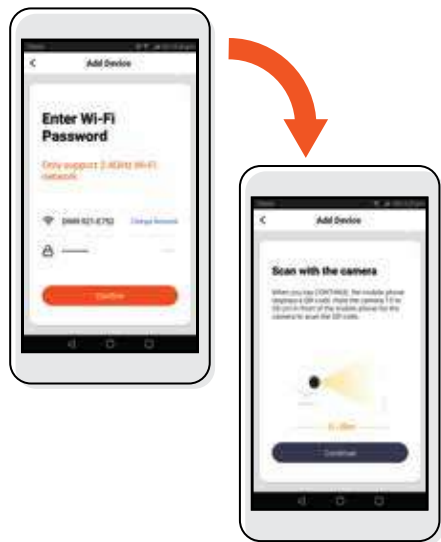 Add Device
Enter Wi-Fi
Password
Only support 2.4GHz Wi-Fi
network
Change Network
Confirm
Add Device
Scan with the camera
When you tap CONTINUE, the mobile phone
displays a QR code. Hold the camera 15 to
20 cm in front of the mobile phone for the
camera to scan the QR code.
Continue